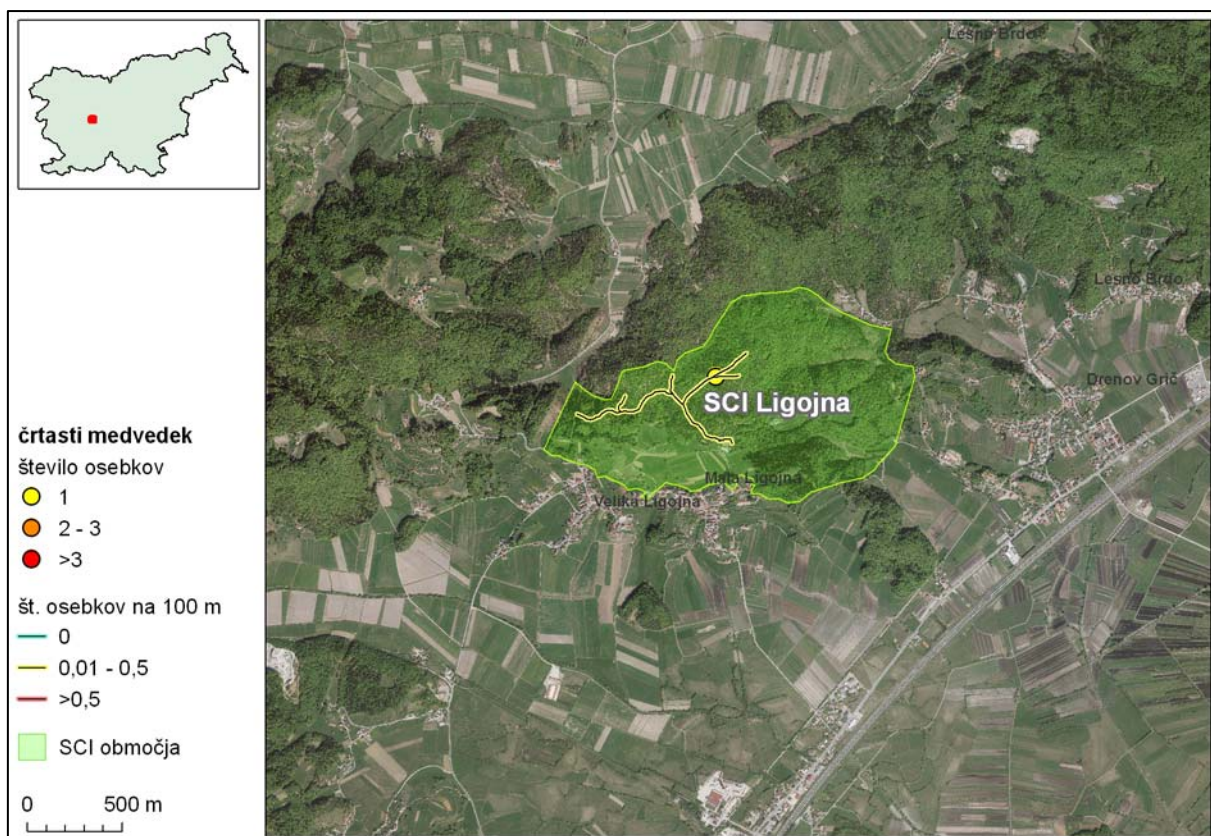 črtasti medvedek
število osebkov
1
2 - 3
>3
št. osebkov na 100 m
0
0,01 - 0,5
>0,5
SCI območja
0 500 m
Lesno Brdo
Lesno Brdo
Drenov Grič
SCI Ligojna
Mala Ligojna
Velika Ligojna